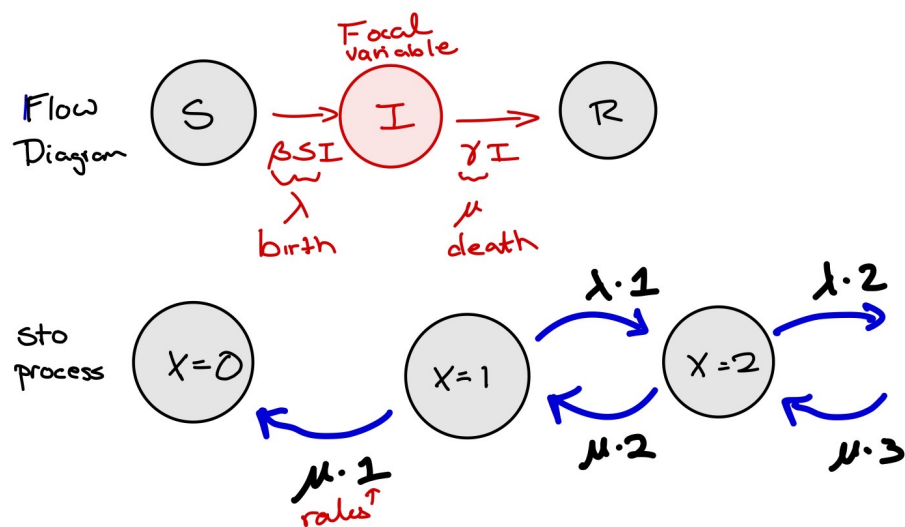 Focal
variable
Flow
Diagram
S
I
R
βSI
γI
λ
μ
birth
death
sto
process
X=0
X=1
X=2
λ·1
λ·2
μ·1
μ·2
μ·3
rates↑